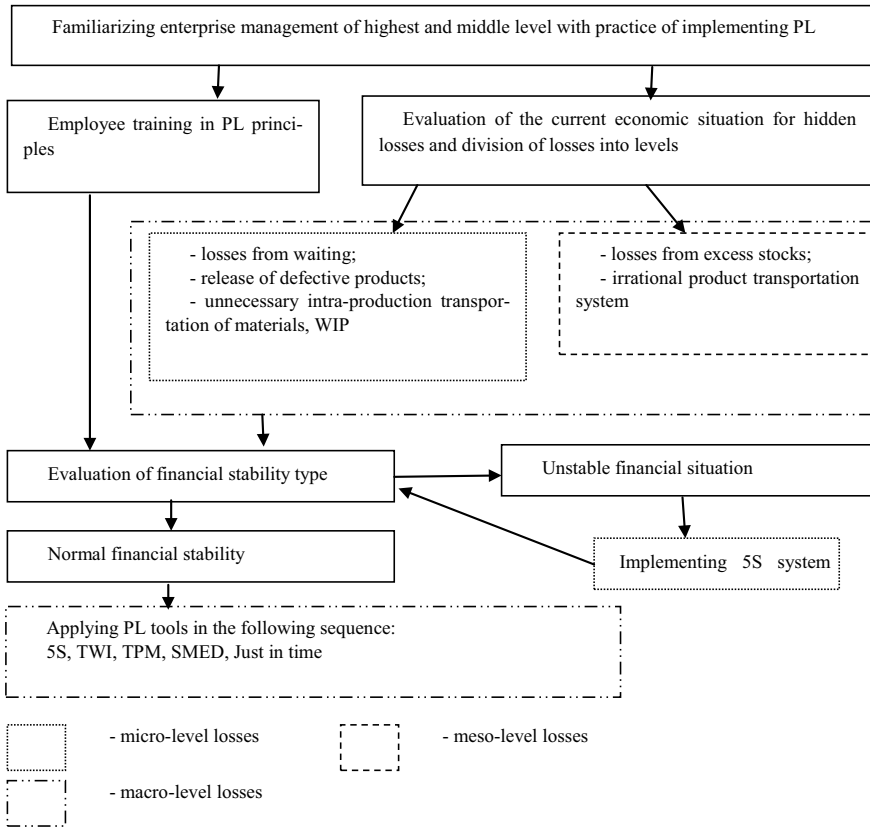 Familiarizing enterprise management of highest and middle level with practice of implementing PL
Employee training in PL princi-
ples
Evaluation of the current economic situation for hidden
losses and division of losses into levels
- losses from waiting;
- release of defective products;
- unnecessary intra-production transpor-
tation of materials, WIP
- losses from excess stocks;
- irrational product transportation
system
Evaluation of financial stability type
Unstable financial situation
Normal financial stability
Implementing 5S system
Applying PL tools in the following sequence:
5S, TWI, TPM, SMED, Just in time
- micro-level losses
- meso-level losses
- macro-level losses